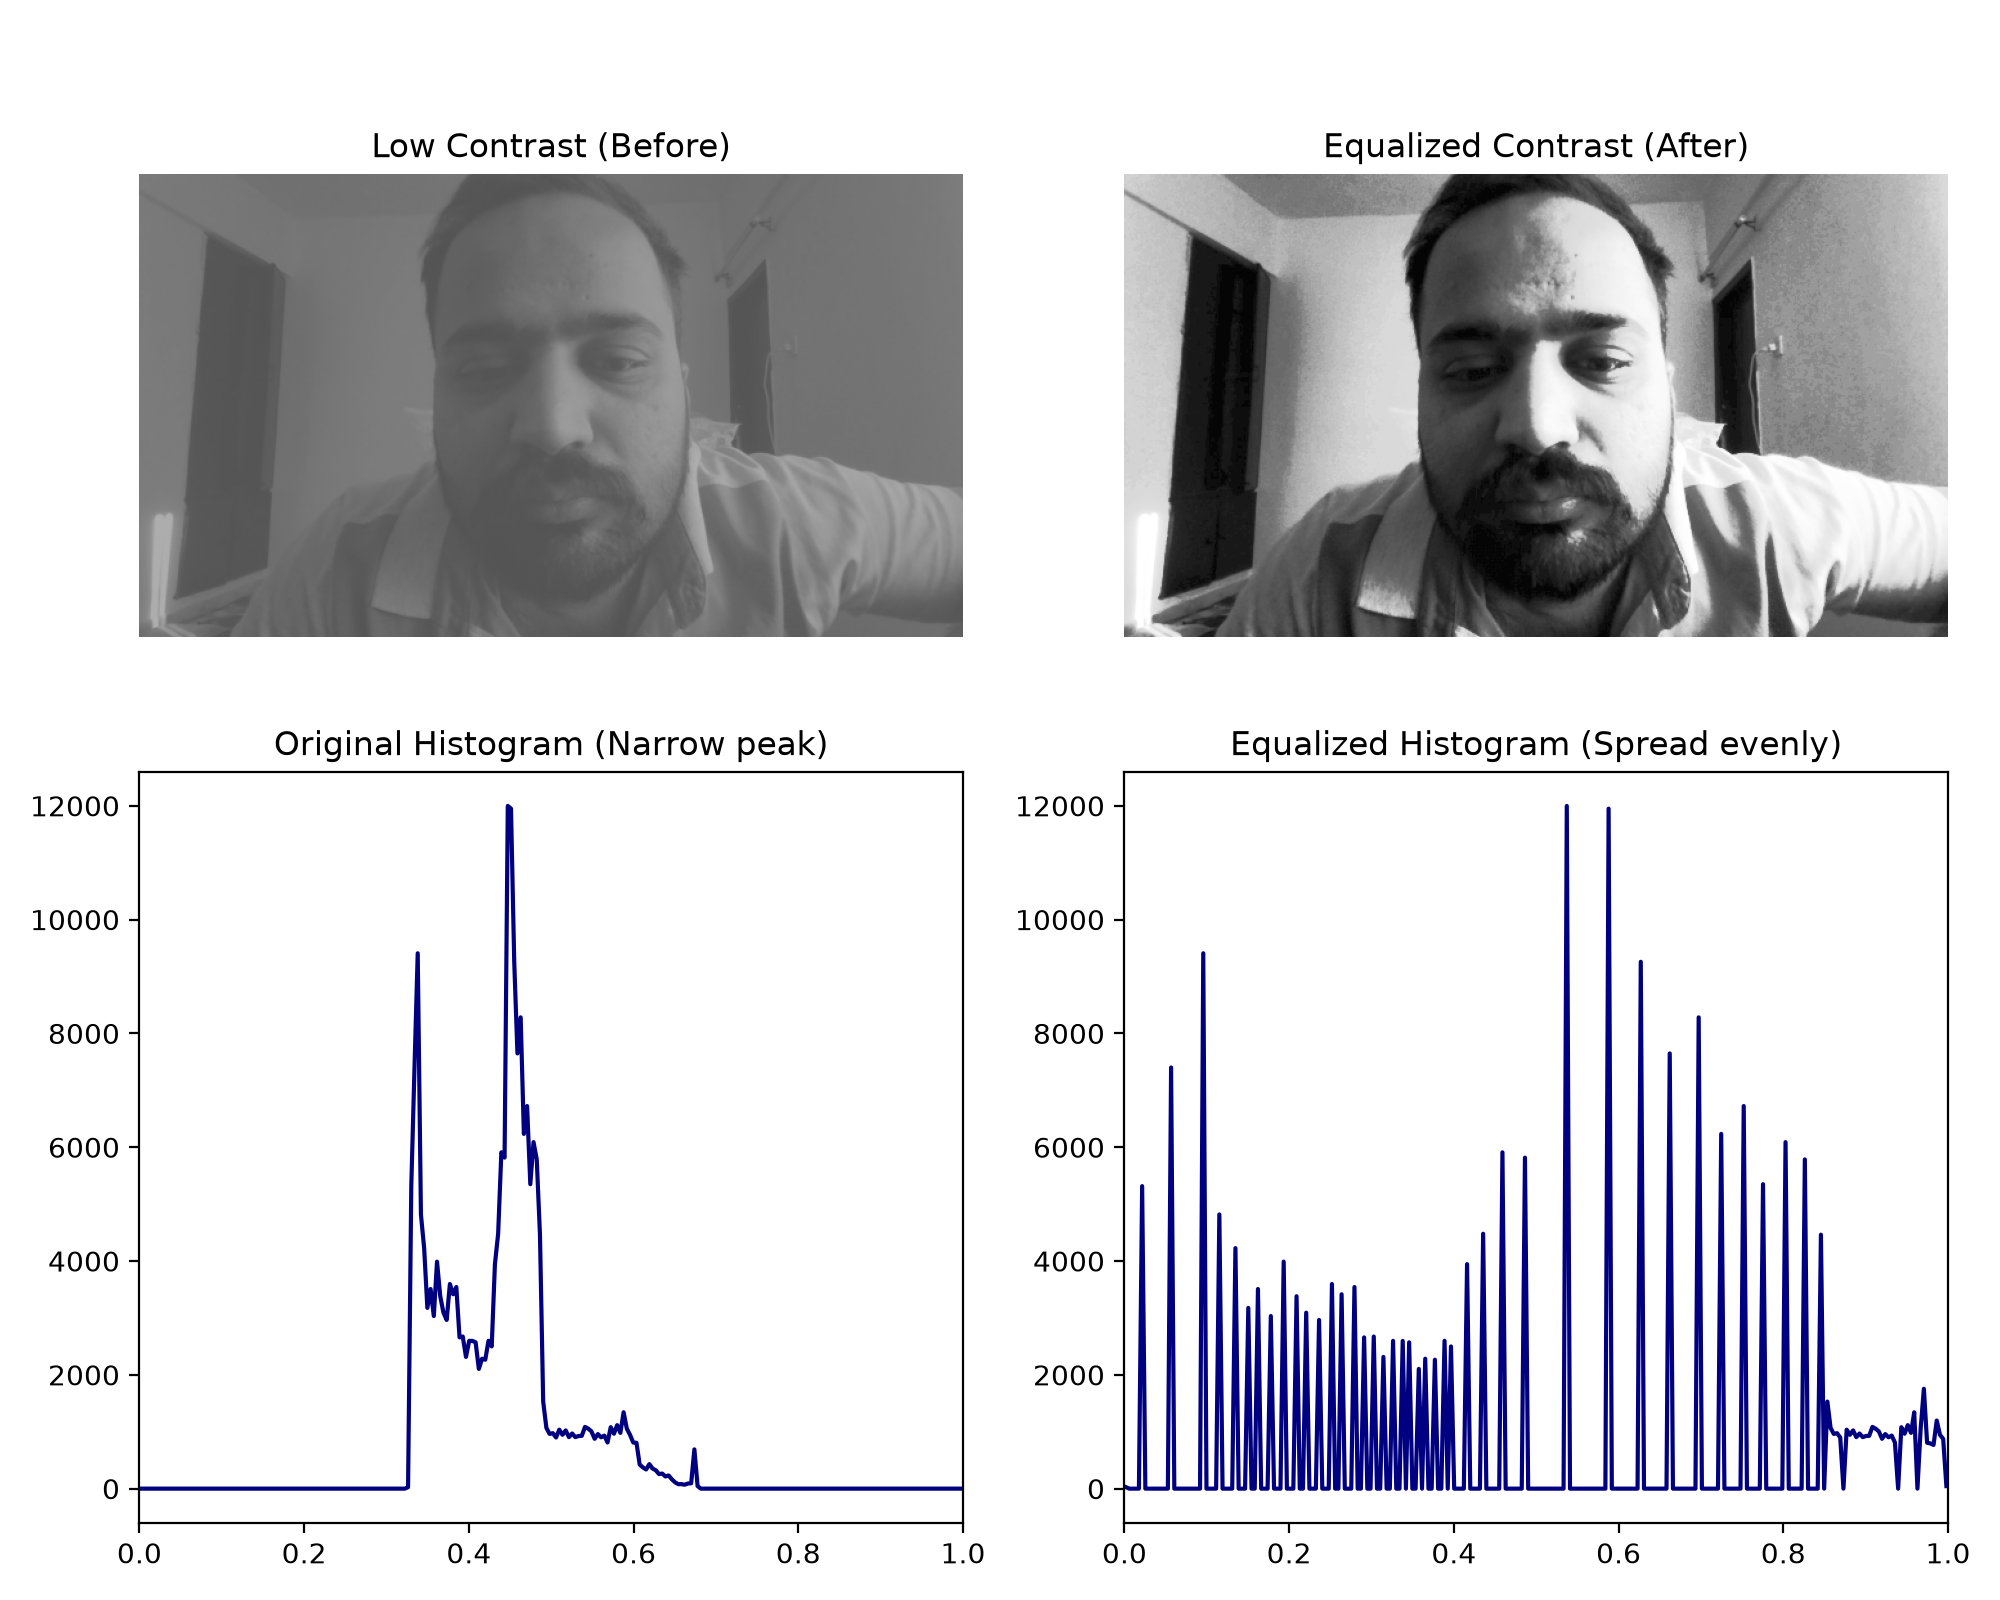 Low Contrast (Before)
Equalized Contrast (After)
Original Histogram (Narrow peak)
Equalized Histogram (Spread evenly)
12000
10000
8000
6000
4000
2000
0
0.0 0.2 0.4 0.6 0.8 1.0
12000
10000
8000
6000
4000
2000
0
0.0 0.2 0.4 0.6 0.8 1.0